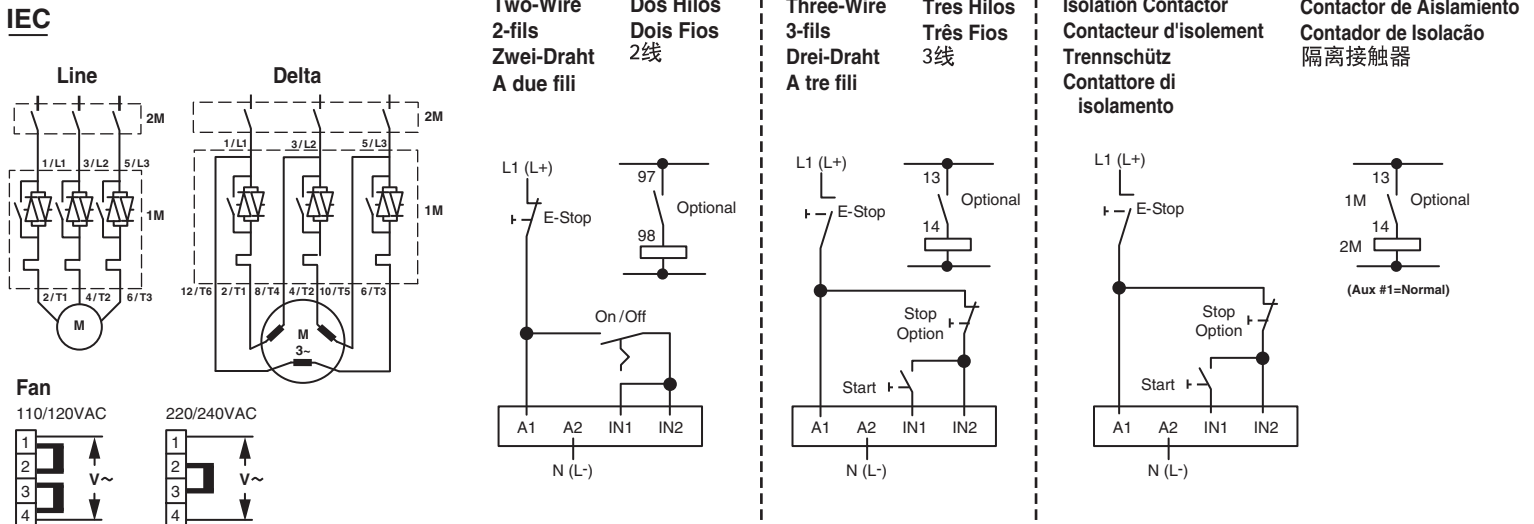 IEC
Line
Delta
2M
1/L1 3/L2 5/L3
1M
2/T1 4/T2 6/T3
M
2M
1/L1 3/L2 5/L3
1M
12/T6 2/T1 8/T4 4/T2 10/T5 6/T3
M
3~
Fan
110/120VAC
1
2
3
4
V~
220/240VAC
1
2
3
4
V~
Two-Wire
2-fils
Zwei-Draht
A due fili
Dos Hilos
Dois Fios
2线
L1 (L+)
E-Stop
97
Optional
98
On/Off
A1 A2 IN1 IN2
N (L-)
Three-Wire
3-fils
Drei-Draht
A tre fili
Tres Hilos
Três Fios
3线
L1 (L+)
E-Stop
13
Optional
14
Stop
Option
Start
A1 A2 IN1 IN2
N (L-)
Isolation Contactor
Contacteur d'isolement
Trennschütz
Contattore di
isolamento
Contactor de Aislamiento
Contador de Isolacão
隔离接触器
L1 (L+)
E-Stop
13
1M Optional
14
2M
(Aux #1=Normal)
Stop
Option
Start
A1 A2 IN1 IN2
N (L-)